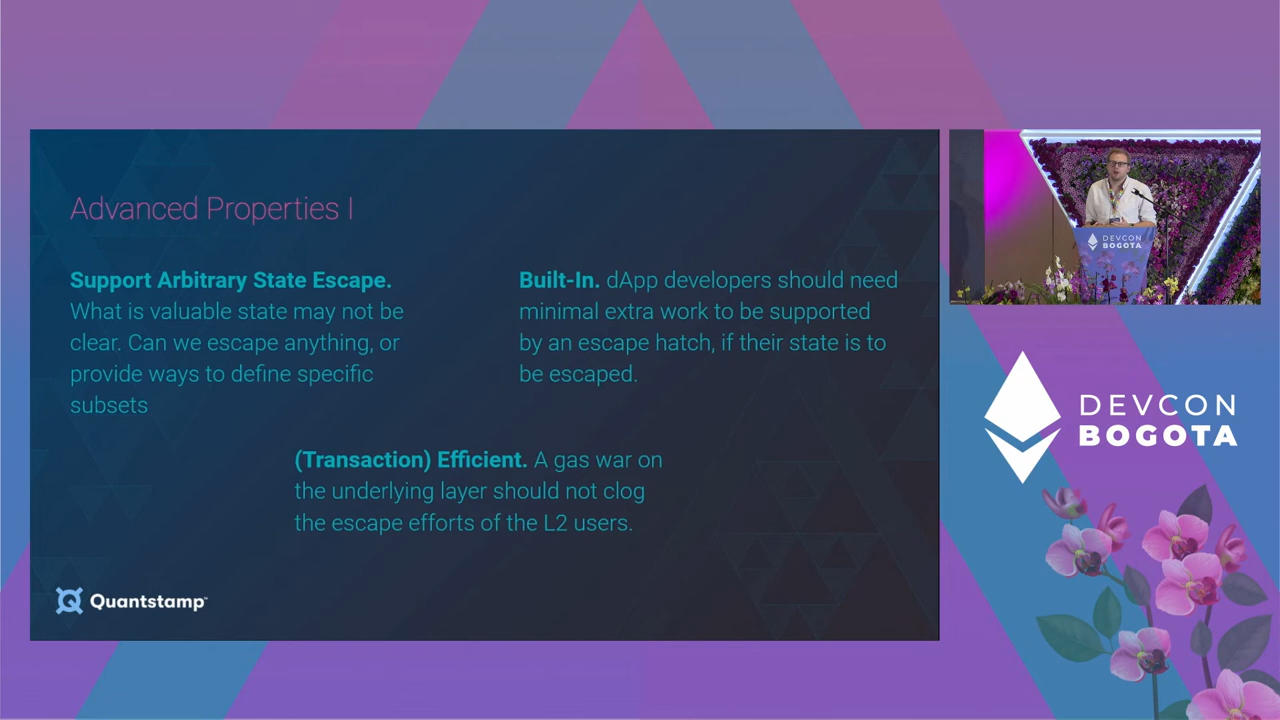 Advanced Properties I
Support Arbitrary State Escape.
What is valuable state may not be
clear. Can we escape anything, or
provide ways to define specific
subsets
Built-In. dApp developers should need
minimal extra work to be supported
by an escape hatch, if their state is to
be escaped.
(Transaction) Efficient. A gas war on
the underlying layer should not clog
the escape efforts of the L2 users.
Quantstamp™
DEVCON
BOGOTA
DEVCON
BOGOTA